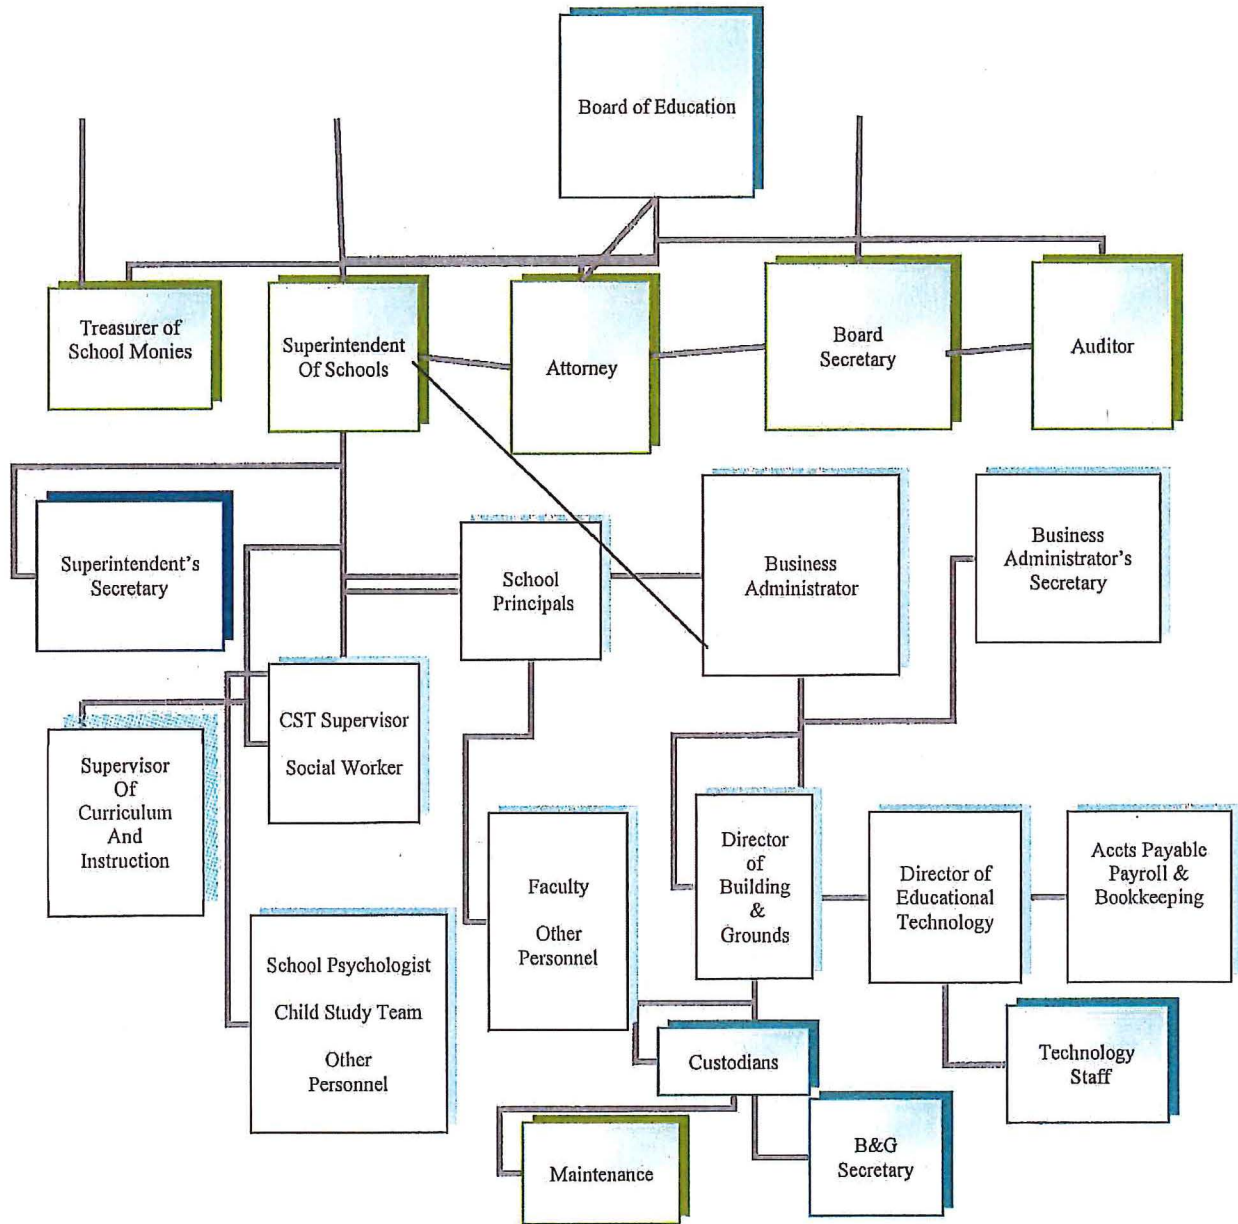 Board of Education
Treasurer of
School Monies
Superintendent
Of Schools
Attorney
Board
Secretary
Auditor
Superintendent's
Secretary
School
Principals
Business
Administrator
Business
Administrator's
Secretary
CST Supervisor
Social Worker
Supervisor
Of
Curriculum
And
Instruction
Faculty
Other
Personnel
Director
of
Building
&
Grounds
Director of
Educational
Technology
Accts Payable
Payroll &
Bookkeeping
School Psychologist
Child Study Team
Other
Personnel
Custodians
Technology
Staff
Maintenance
B&G
Secretary